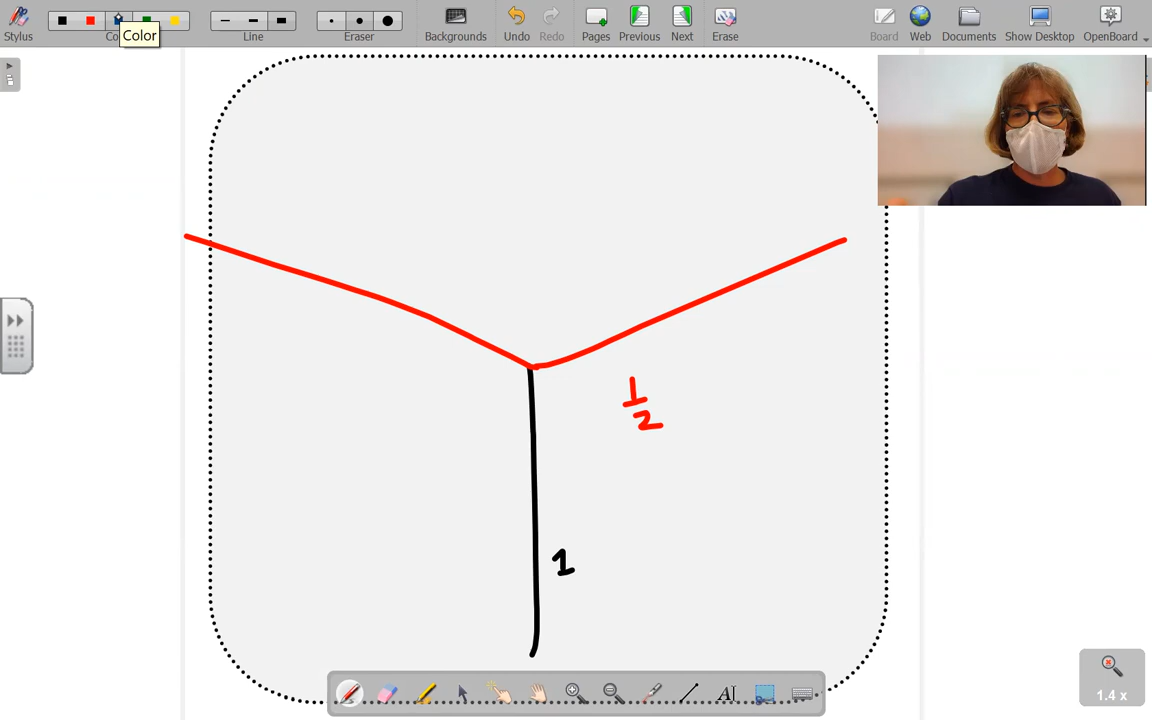 Stylus
Color
Line
Eraser
Backgrounds
Undo
Redo
Pages
Previous
Next
Erase
Board
Web
Documents
Show Desktop
OpenBoard
1
2
1
AI
1.4 x